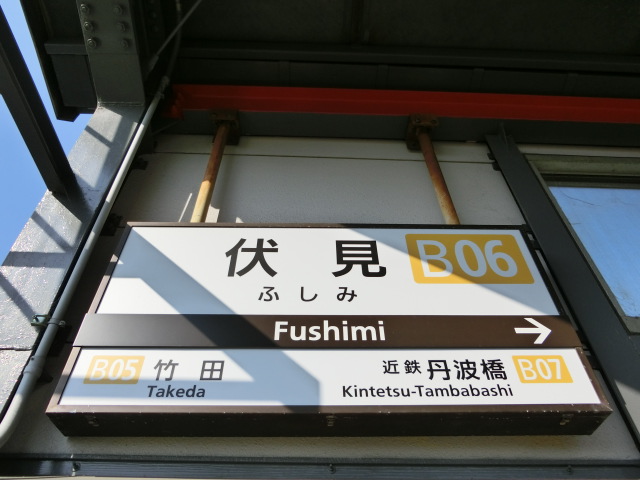 伏見 B06
ふしみ
Fushimi
B05 竹田
Takeda
近鉄丹波橋 B07
Kintetsu-Tambabashi